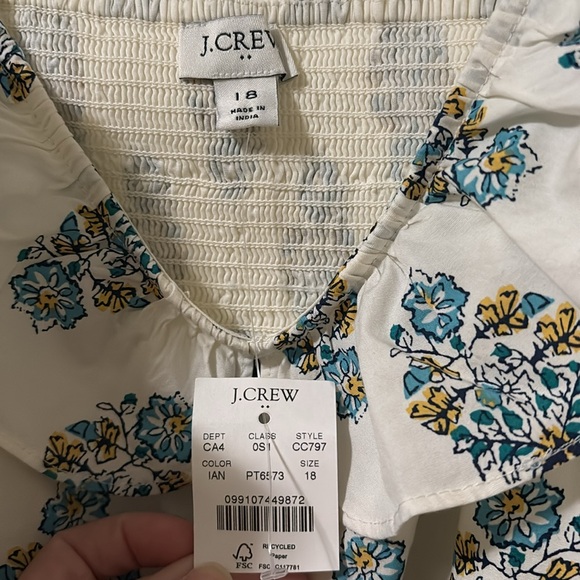 J.CREW
18
MADE IN
INDIA
J.CREW
DEPT CLASS STYLE
CA4 0S1 CC797
COLOR SIZE
IAN PT6573 18
099107449872
FSC
RECYCLED
Paper